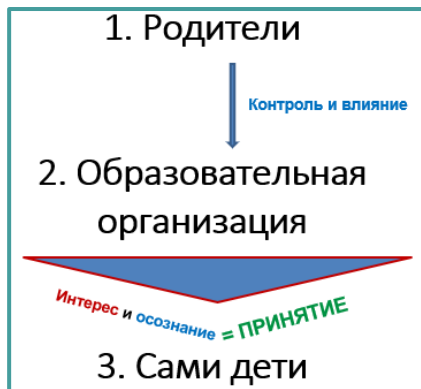 1. Родители
Контроль и влияние
2. Образовательная
организация
Интерес и осознание = ПРИНЯТИЕ
3. Сами дети